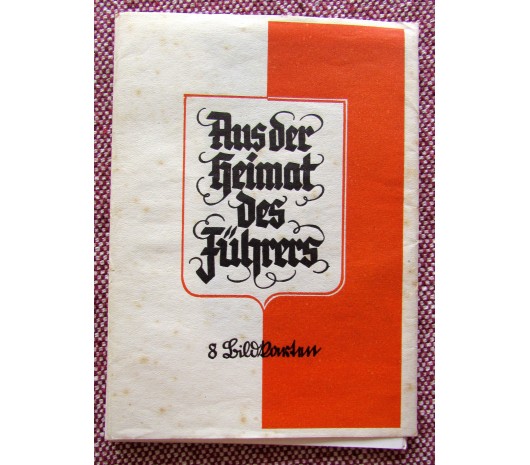 Aus der
Heimat
des
Führers
8 Bildkarten